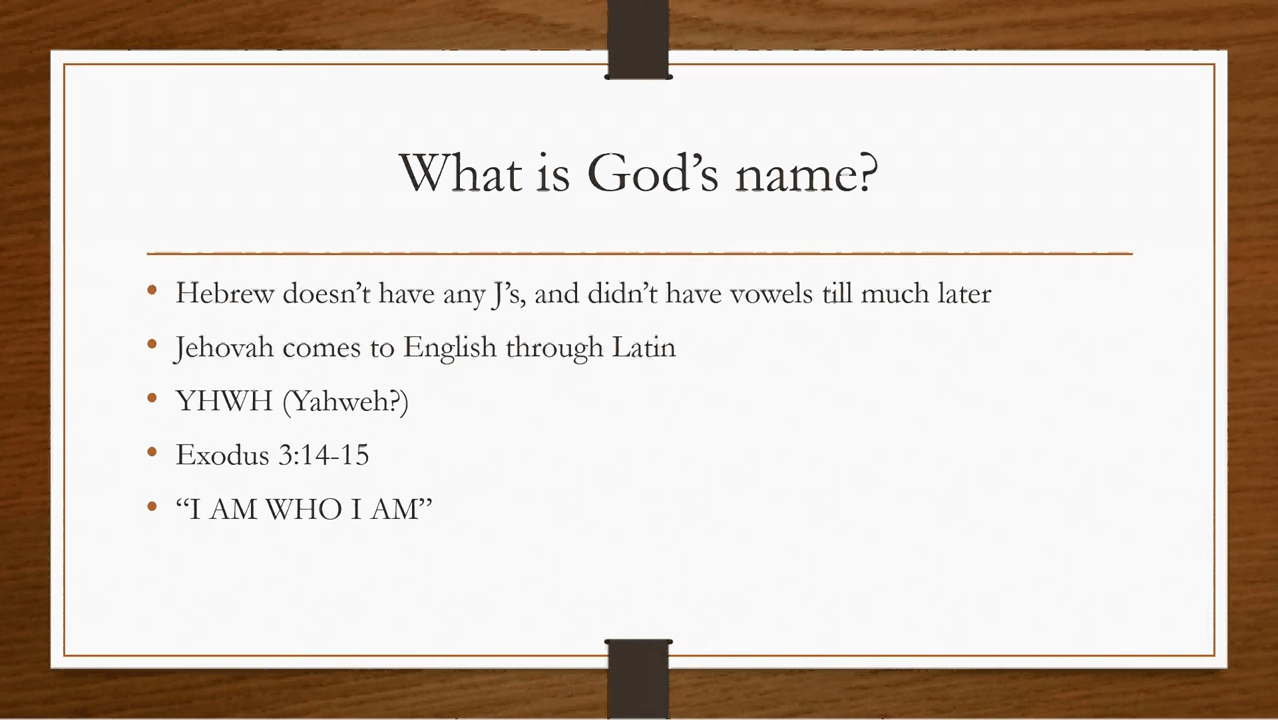 What is God’s name?
• Hebrew doesn’t have any J’s, and didn’t have vowels till much later
• Jehovah comes to English through Latin
• YHWH (Yahweh?)
• Exodus 3:14-15
• “I AM WHO I AM”